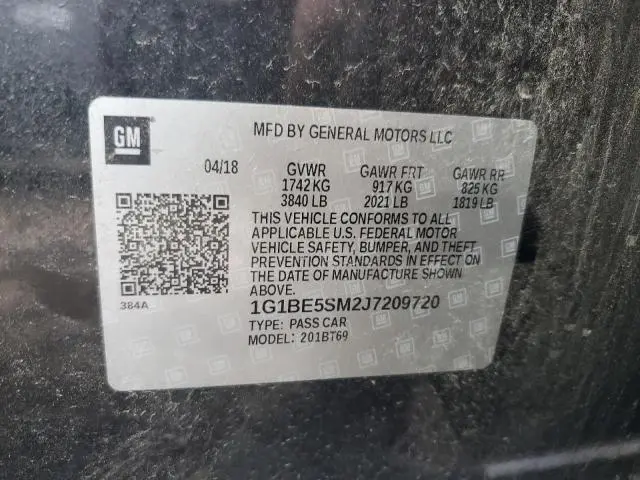 GM
MFD BY GENERAL MOTORS LLC
04/18 GVWR GAWR FRT GAWR RR
1742 KG 917 KG 825 KG
3840 LB 2021 LB 1819 LB
THIS VEHICLE CONFORMS TO ALL
APPLICABLE U.S. FEDERAL MOTOR
VEHICLE SAFETY, BUMPER, AND THEFT
PREVENTION STANDARDS IN EFFECT ON THE
DATE OF MANUFACTURE SHOWN
ABOVE.
384A
1G1BE5SM2J7209720
TYPE: PASS CAR
MODEL: 201BT69